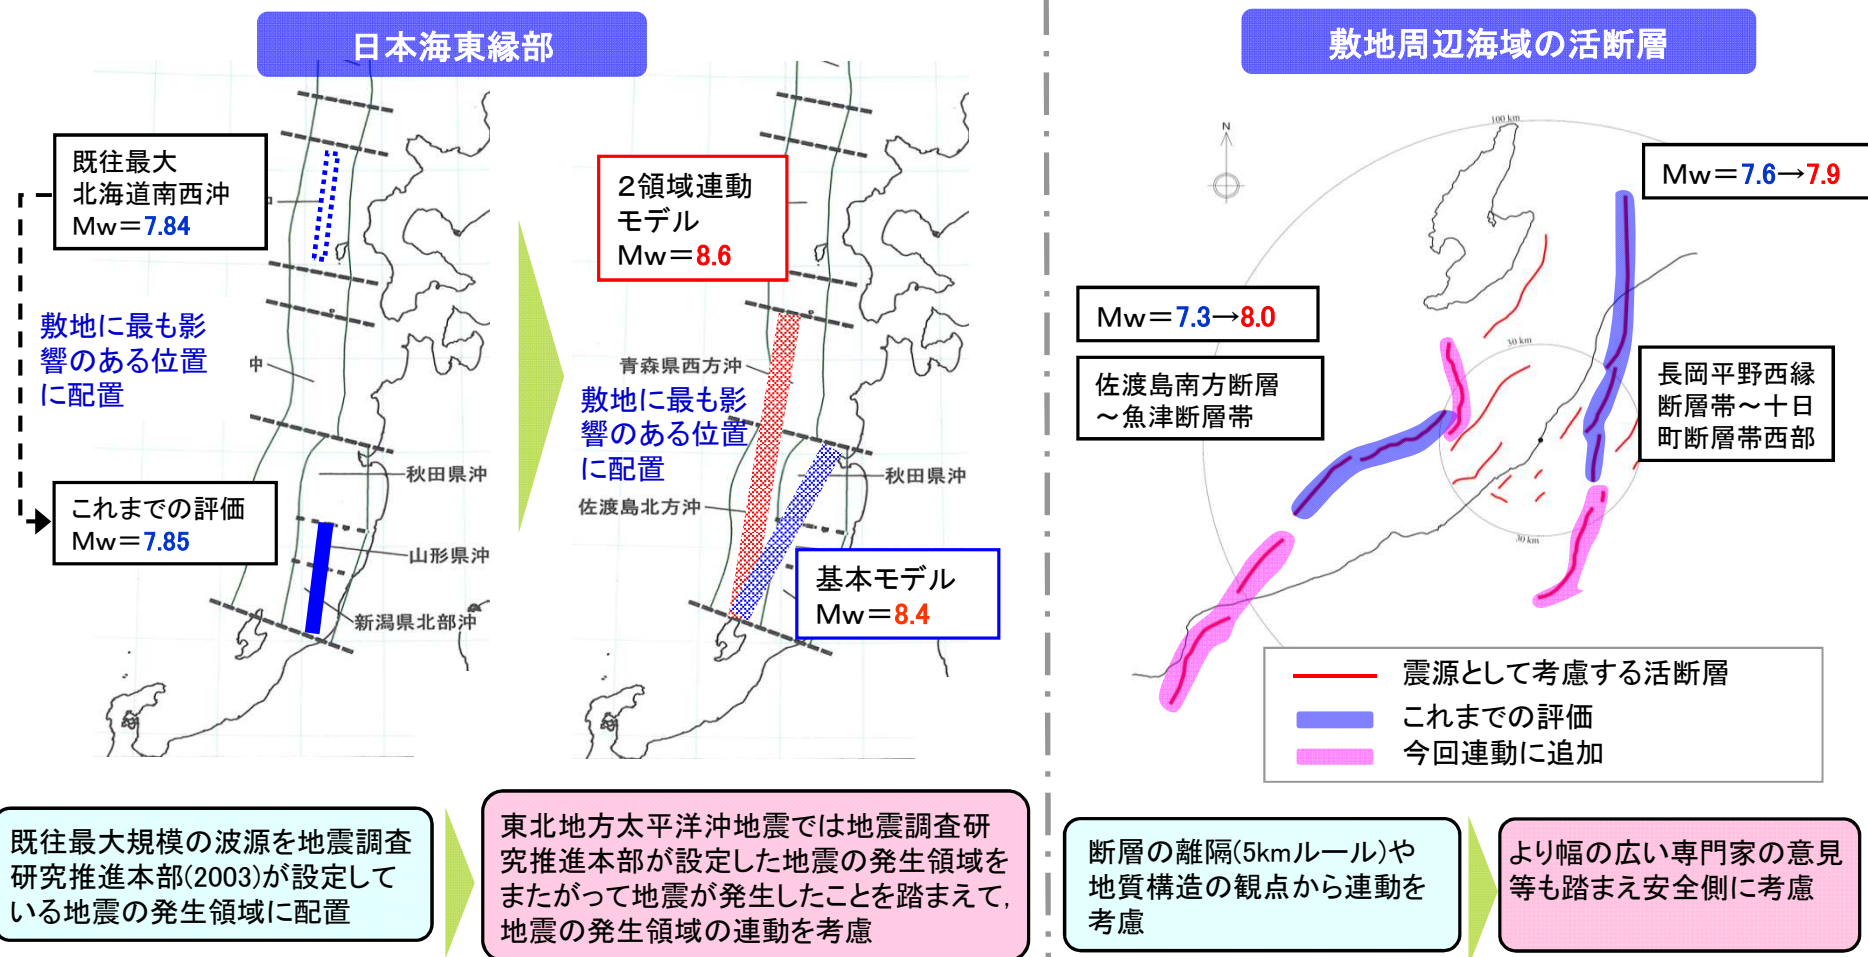 日本海東縁部
既往最大
北海道南西沖
Mw=7.84
敷地に最も影
響のある位置
に配置
沖
秋田県沖
これまでの評価
Mw=7.85
山形県沖
新潟県北部沖
2領域連動
モデル
Mw=8.6
青森県西方沖
敷地に最も影
響のある位置
に配置
秋田県沖
佐渡島北方沖
基本モデル
Mw=8.4
既往最大規模の波源を地震調査
研究推進本部(2003)が設定して
いる地震の発生領域に配置
東北地方太平洋沖地震では地震調査研
究推進本部が設定した地震の発生領域を
またがって地震が発生したことを踏まえて,
地震の発生領域の連動を考慮
敷地周辺海域の活断層
N
100 km
Mw=7.6→7.9
Mw=7.3→8.0
30 km
佐渡島南方断層
~魚津断層帯
長岡平野西縁
断層帯~十日
町断層帯西部
30 km
震源として考慮する活断層
これまでの評価
今回連動に追加
断層の離隔(5kmルール)や
地質構造の観点から連動を
考慮
より幅の広い専門家の意見
等も踏まえ安全側に考慮